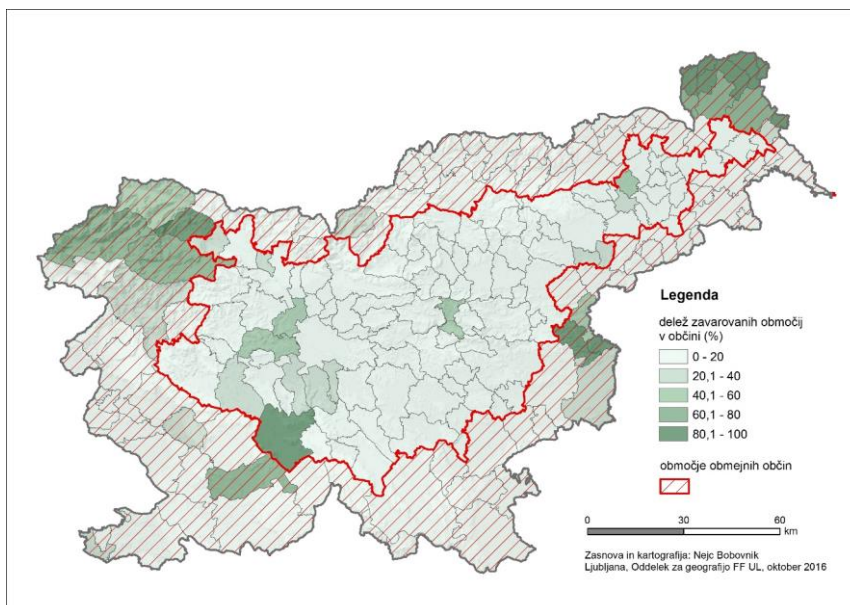 Legenda
delež zavarovanih območij
v občini (%)
0 - 20
20,1 - 40
40,1 - 60
60,1 - 80
80,1 - 100
območje obmejnih občin
0 30 60
km
Zasnova in kartografija: Nejc Bobovnik
Ljubljana, Oddelek za geografijo FF UL, oktober 2016